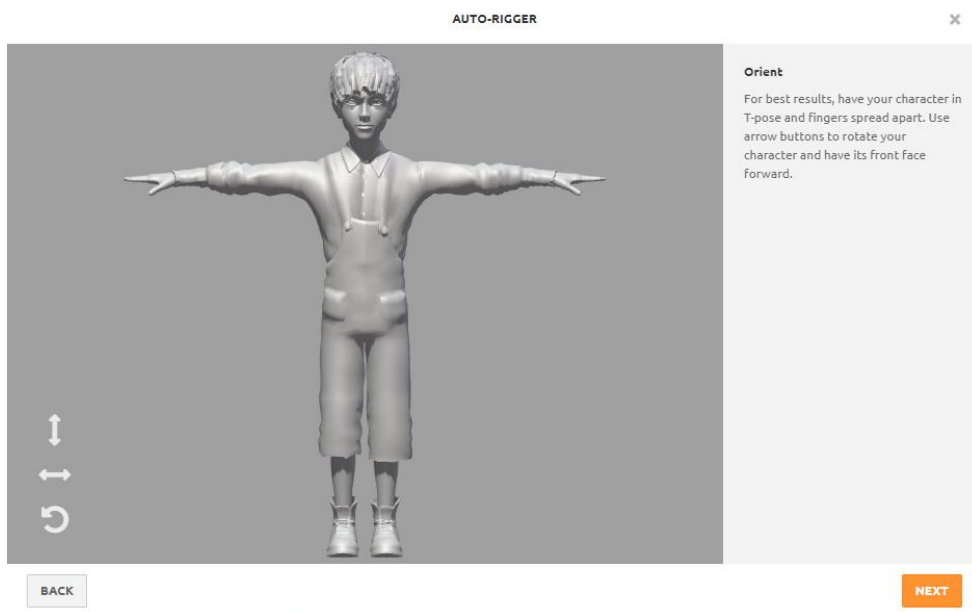 AUTO-RIGGER
Orient
For best results, have your character in
T-pose and fingers spread apart. Use
arrow buttons to rotate your
character and have its front face
forward.
BACK
NEXT